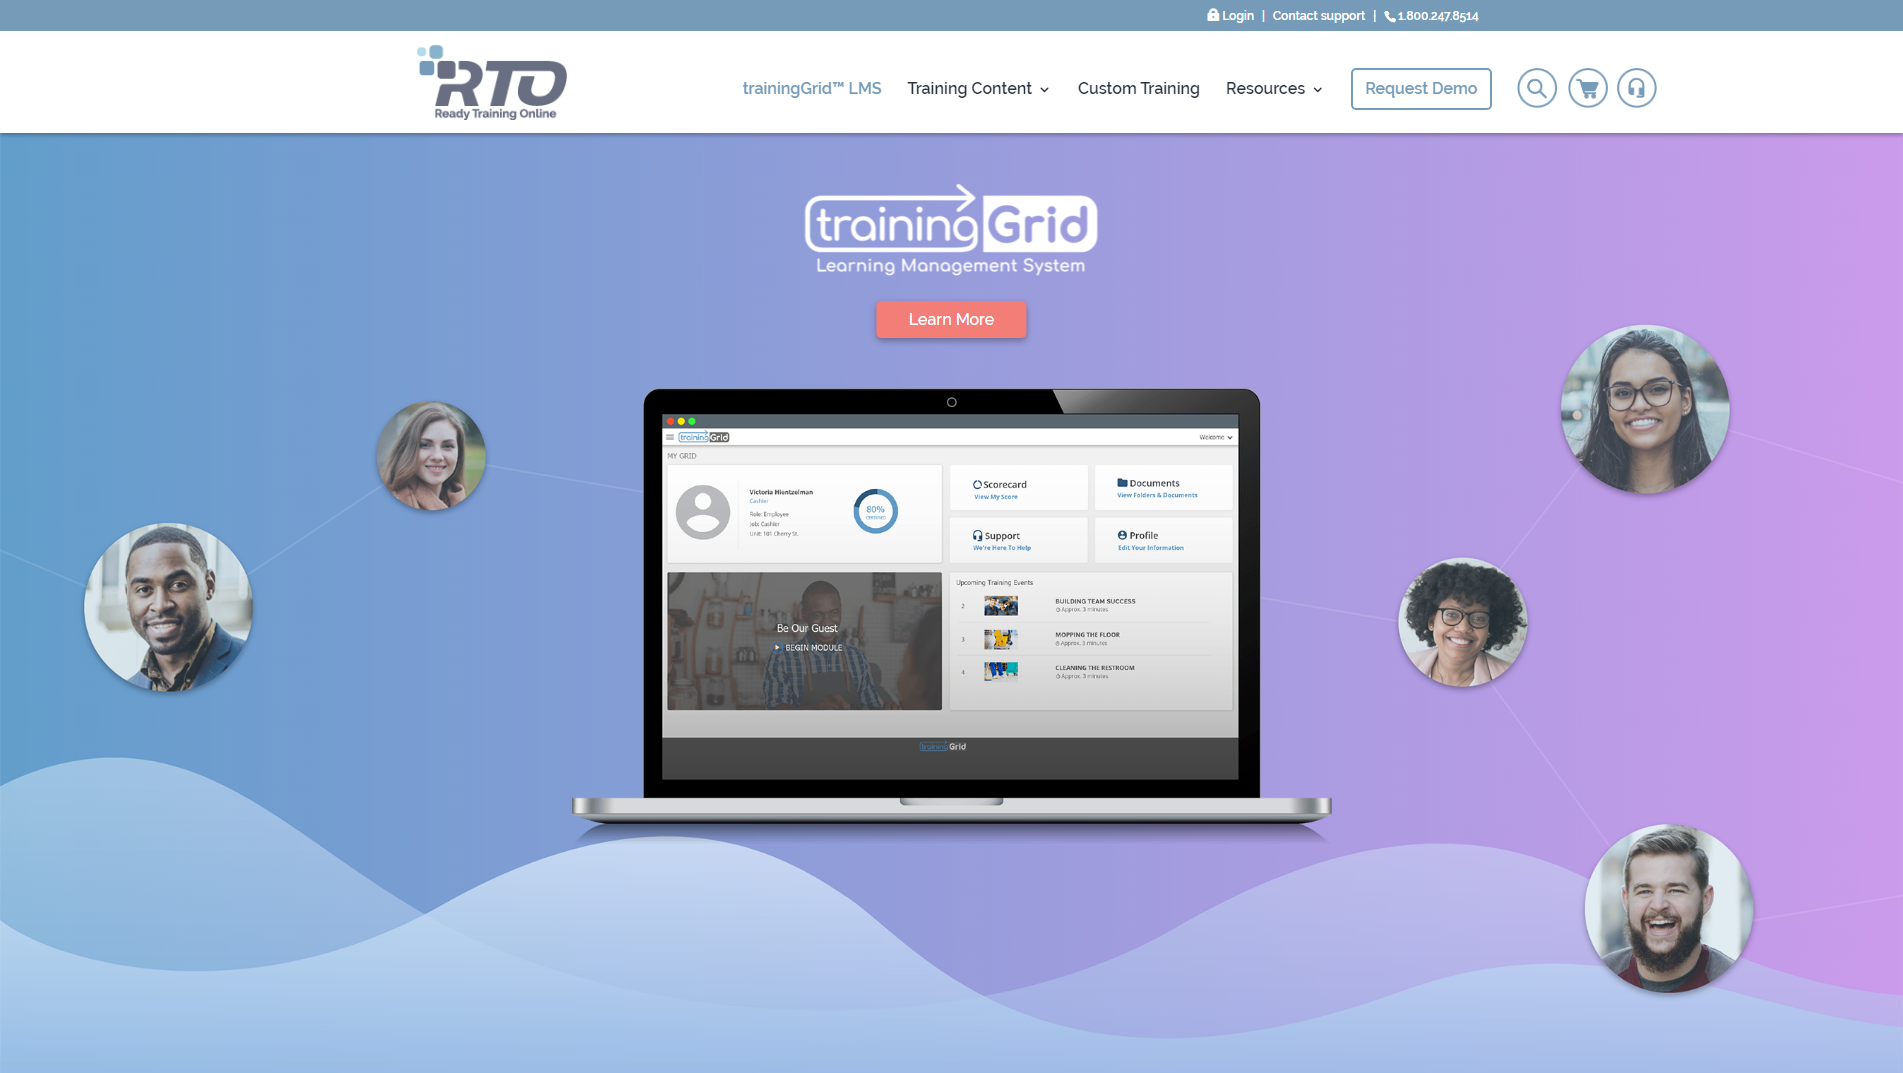 Login | Contact support | 1.800.247.8514
RTO
Ready Training Online
trainingGrid™ LMS Training Content Custom Training Resources Request Demo
trainingGrid
Learning Management System
Learn More
trainingGrid Welcome
MY GRID
Victoria Hientzelman
Cashier
Role: Employee
Job: Cashier
Unit: 101 Cherry St.
80%
CERTIFIED
Scorecard
View My Score
Documents
View Folders & Documents
Support
We're Here To Help
Profile
Edit Your Information
Be Our Guest
BEGIN MODULE
Upcoming Training Events
2 BUILDING TEAM SUCCESS
Approx. 3 minutes
3 MOPPING THE FLOOR
Approx. 3 minutes
4 CLEANING THE RESTROOM
Approx. 3 minutes
trainingGrid